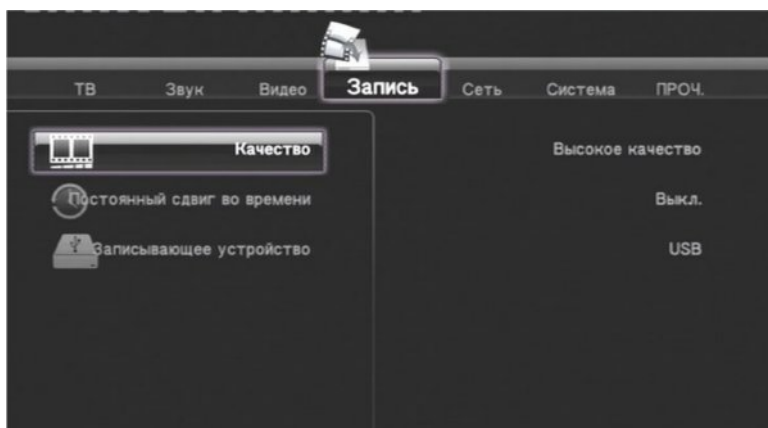 ТВ Звук Видео Запись Сеть Система ПРОЧ.
Качество Высокое качество
Постоянный сдвиг во времени Выкл.
Записывающее устройство USB